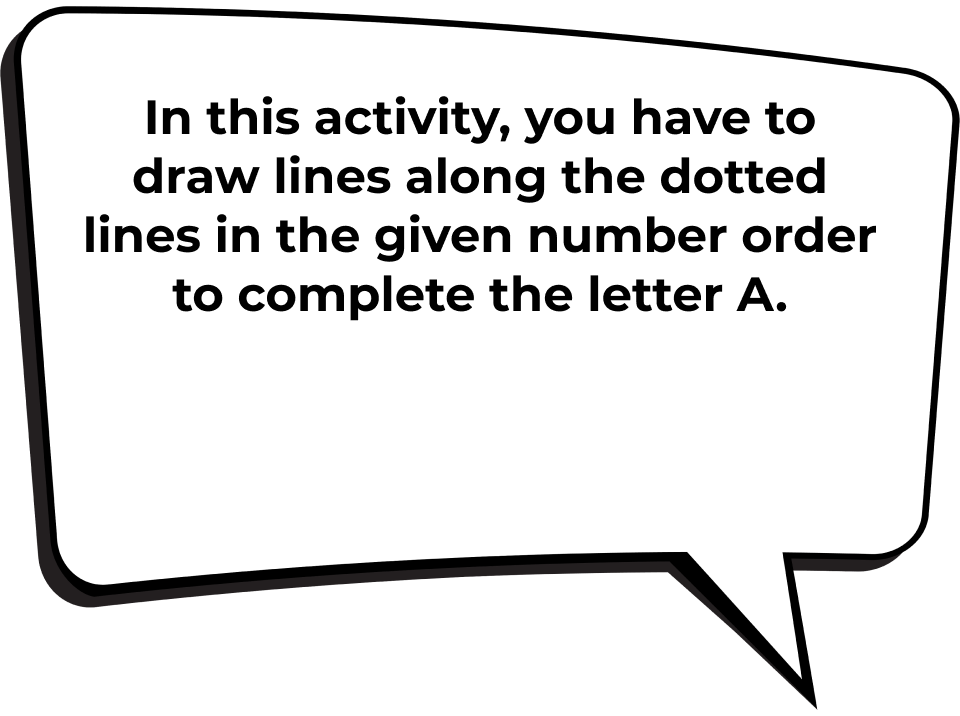 In this activity, you have to
draw lines along the dotted
lines in the given number order
to complete the letter A.